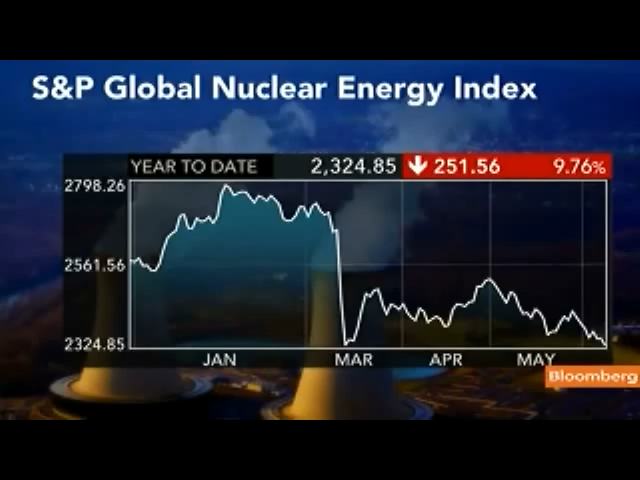 S&P Global Nuclear Energy Index
YEAR TO DATE 2,324.85 251.56 9.76%
2798.26
2561.56
2324.85
JAN MAR APR MAY
Bloomberg